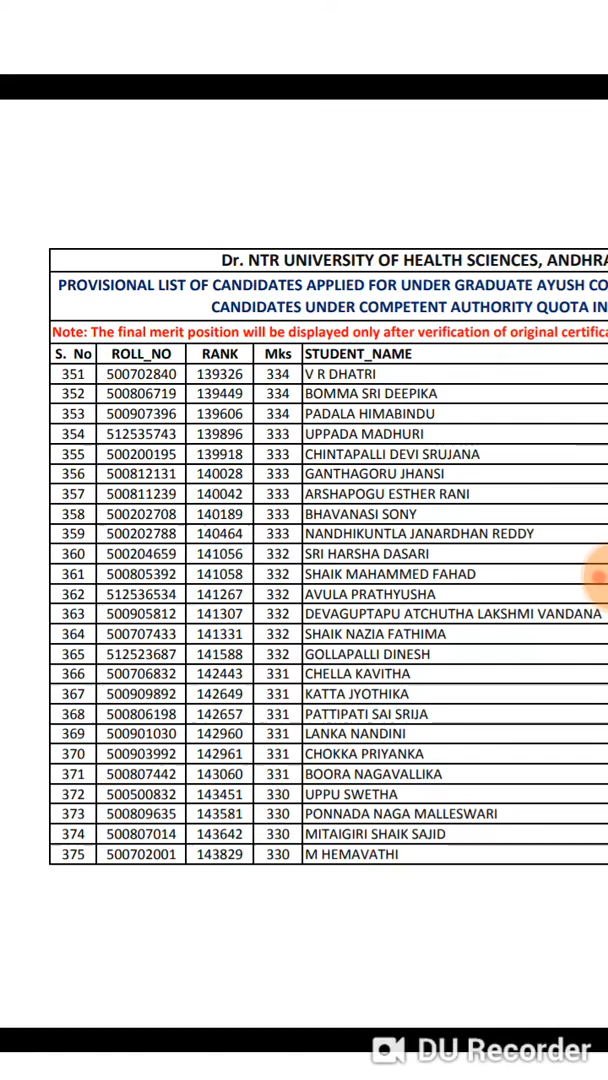 Dr. NTR UNIVERSITY OF HEALTH SCIENCES, ANDHRA
PROVISIONAL LIST OF CANDIDATES APPLIED FOR UNDER GRADUATE AYUSH CO
CANDIDATES UNDER COMPETENT AUTHORITY QUOTA IN
Note: The final merit position will be displayed only after verification of original certifica
S. No ROLL_NO RANK Mks STUDENT_NAME
351 500702840 139326 334 V R DHATRI
352 500806719 139449 334 BOMMA SRI DEEPIKA
353 500907396 139606 334 PADALA HIMABINDU
354 512535743 139896 333 UPPADA MADHURI
355 500200195 139918 333 CHINTAPALLI DEVI SRUJANA
356 500812131 140028 333 GANTHAGORU JHANSI
357 500811239 140042 333 ARSHAPOGU ESTHER RANI
358 500202708 140189 333 BHAVANASI SONY
359 500202788 140464 333 NANDHIKUNTLA JANARDHAN REDDY
360 500204659 141056 332 SRI HARSHA DASARI
361 500805392 141058 332 SHAIK MAHAMMED FAHAD
362 512536534 141267 332 AVULA PRATHYUSHA
363 500905812 141307 332 DEVAGUPTAPU ATCHUTHA LAKSHMI VANDANA
364 500707433 141331 332 SHAIK NAZIA FATHIMA
365 512523687 141588 332 GOLLAPALLI DINESH
366 500706832 142443 331 CHELLA KAVITHA
367 500909892 142649 331 KATTA JYOTHIKA
368 500806198 142657 331 PATTIPATI SAI SRIJA
369 500901030 142960 331 LANKA NANDINI
370 500903992 142961 331 CHOKKA PRIYANKA
371 500807442 143060 331 BOORA NAGAVALLIKA
372 500500832 143451 330 UPPU SWETHA
373 500809635 143581 330 PONNADA NAGA MALLESWARI
374 500807014 143642 330 MITAIGIRI SHAIK SAJID
375 500702001 143829 330 M HEMAVATHI
DU Recorder